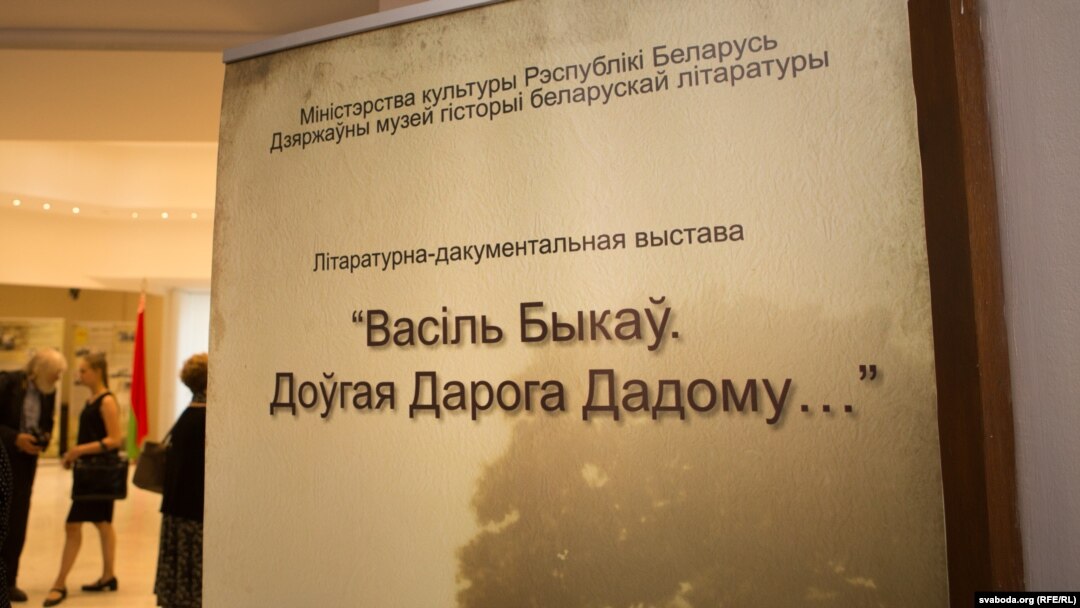 Міністэрства культуры Рэспублікі Беларусь
Дзяржаўны музей гісторыі беларускай літаратуры
Літаратурна-дакументальная выстава
“Васіль Быкаў.
Доўгая Дарога Дадому...”
svaboda.org (RFE/RL)